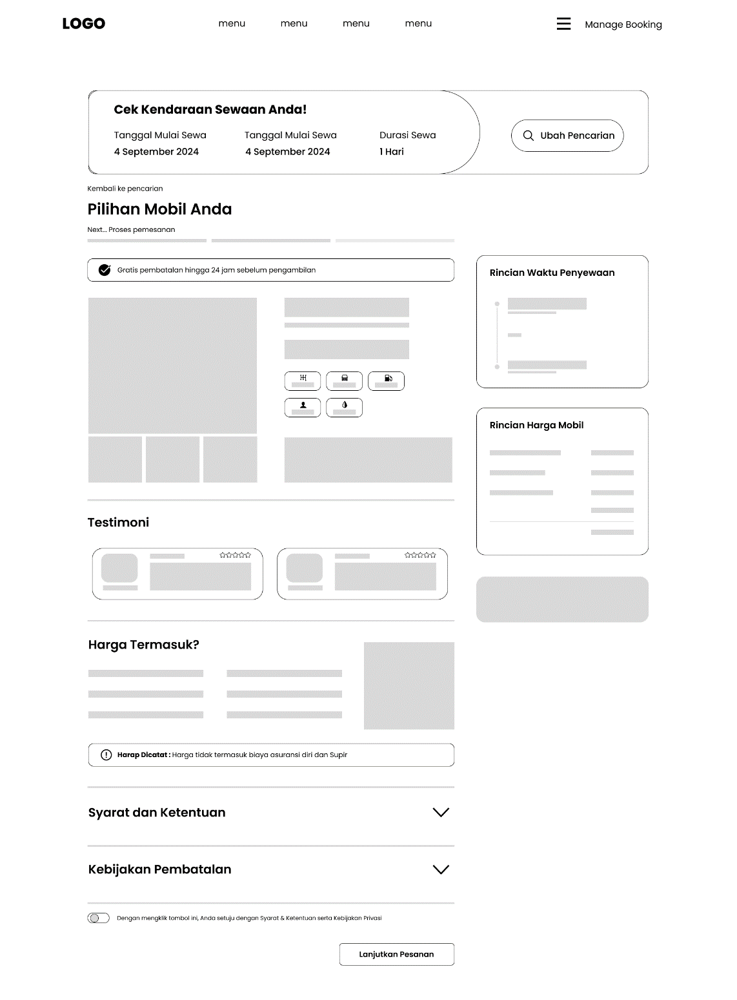 LOGO
menu menu menu menu
Manage Booking
Cek Kendaraan Sewaan Anda!
Tanggal Mulai Sewa Tanggal Mulai Sewa Durasi Sewa
4 September 2024 4 September 2024 1 Hari
Ubah Pencarian
Kembali ke pencarian
Pilihan Mobil Anda
Next... Proses pemesanan
Gratis pembatalan hingga 24 jam sebelum pengambilan
Rincian Waktu Penyewaan
Rincian Harga Mobil
Testimoni
Harga Termasuk?
Harap Dicatat : Harga tidak termasuk biaya asuransi diri dan Supir
Syarat dan Ketentuan
Kebijakan Pembatalan
Dengan mengklik tombol ini, Anda setuju dengan Syarat & Ketentuan serta Kebijakan Privasi
Lanjutkan Pesanan